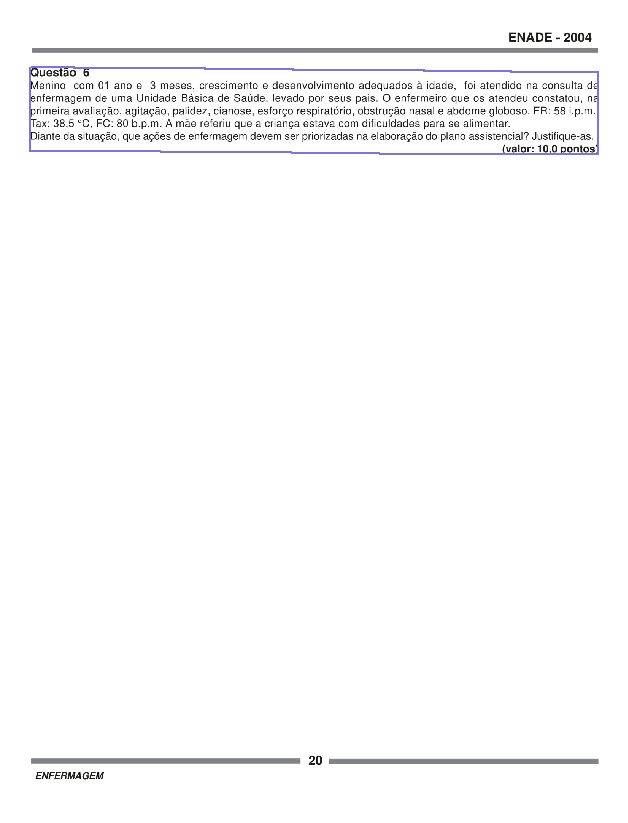 ENADE - 2004
Questão 6
Menino com 01 ano e 3 meses, crescimento e desenvolvimento adequados à idade, foi atendido na consulta de
enfermagem de uma Unidade Básica de Saúde, levado por seus pais. O enfermeiro que os atendeu constatou, na
primeira avaliação, agitação, palidez, cianose, esforço respiratório, obstrução nasal e abdome globoso. FR: 58 i.p.m.
Tax: 38,5 °C, FC: 80 b.p.m. A mãe referiu que a criança estava com dificuldades para se alimentar.
Diante da situação, que ações de enfermagem devem ser priorizadas na elaboração do plano assistencial? Justifique-as.
(valor: 10,0 pontos)
20
ENFERMAGEM